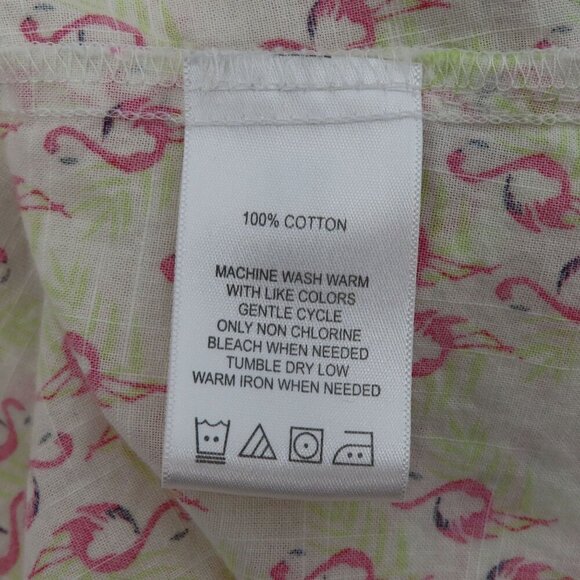 100% COTTON
MACHINE WASH WARM
WITH LIKE COLORS
GENTLE CYCLE
ONLY NON CHLORINE
BLEACH WHEN NEEDED
TUMBLE DRY LOW
WARM IRON WHEN NEEDED